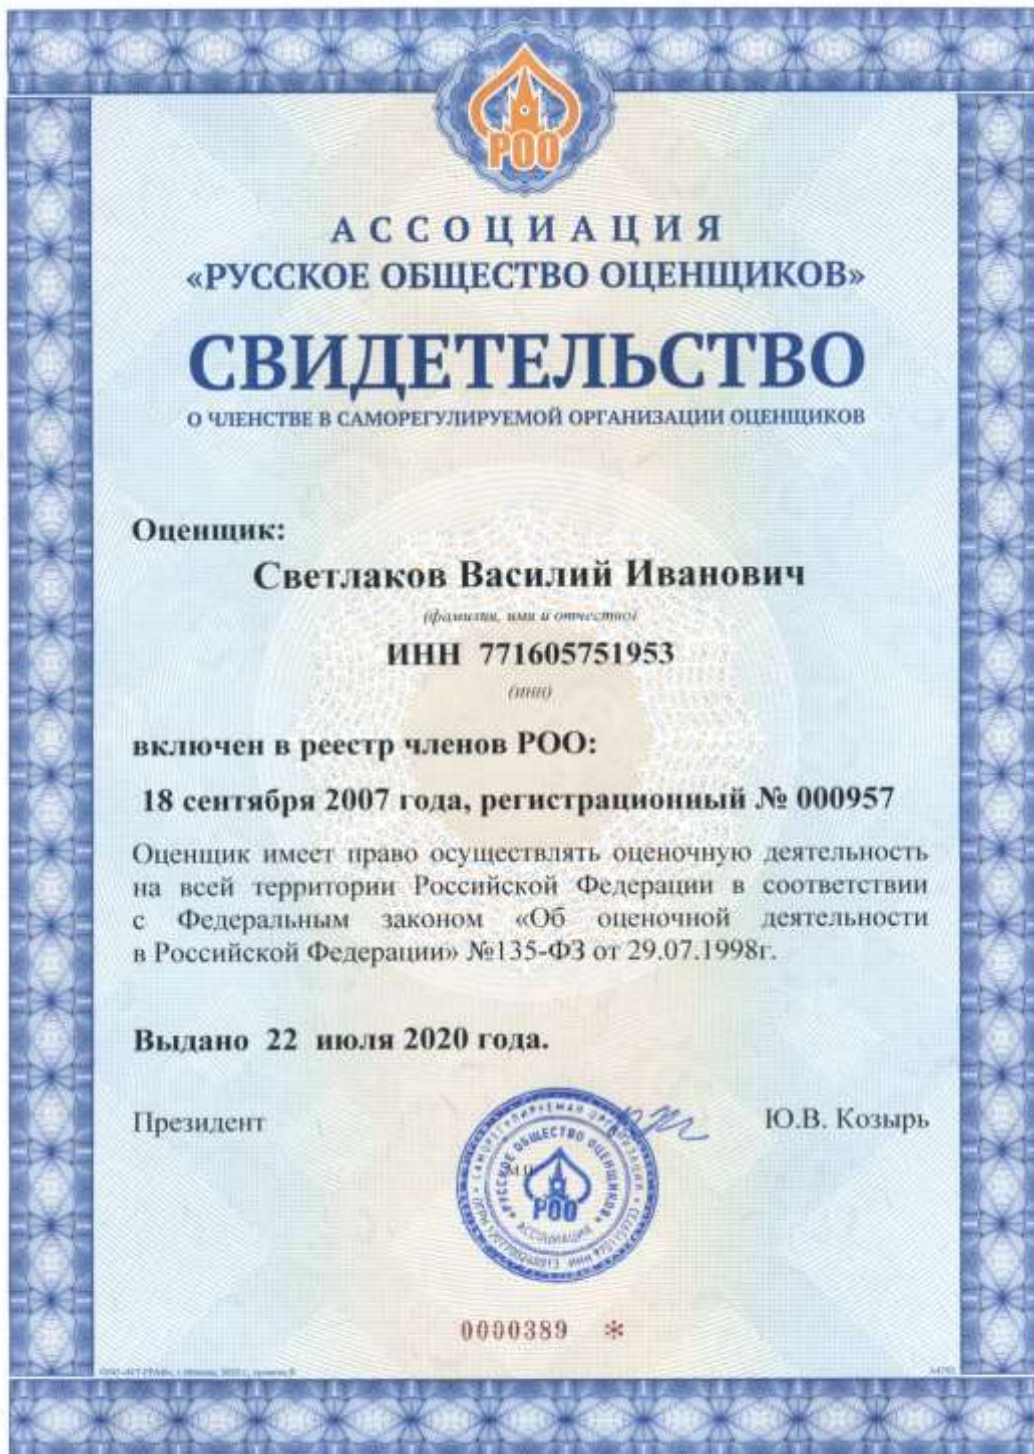 РОО
АССОЦИАЦИЯ
«РУССКОЕ ОБЩЕСТВО ОЦЕНЩИКОВ»
СВИДЕТЕЛЬСТВО
О ЧЛЕНСТВЕ В САМОРЕГУЛИРУЕМОЙ ОРГАНИЗАЦИИ ОЦЕНЩИКОВ
Оценщик:
Светлаков Василий Иванович
(фамилия, имя и отчество)
ИНН 771605751953
(ИНН)
включен в реестр членов РОО:
18 сентября 2007 года, регистрационный № 000957
Оценщик имеет право осуществлять оценочную деятельность
на всей территории Российской Федерации в соответствии
с Федеральным законом «Об оценочной деятельности
в Российской Федерации» №135-ФЗ от 29.07.1998г.
Выдано 22 июля 2020 года.
Президент
Ю.В. Козырь
САМОРЕГУЛИРУЕМАЯ ОРГАНИЗАЦИЯ
«РУССКОЕ ОБЩЕСТВО ОЦЕНЩИКОВ»
АССОЦИАЦИЯ
РОО
0000389 *